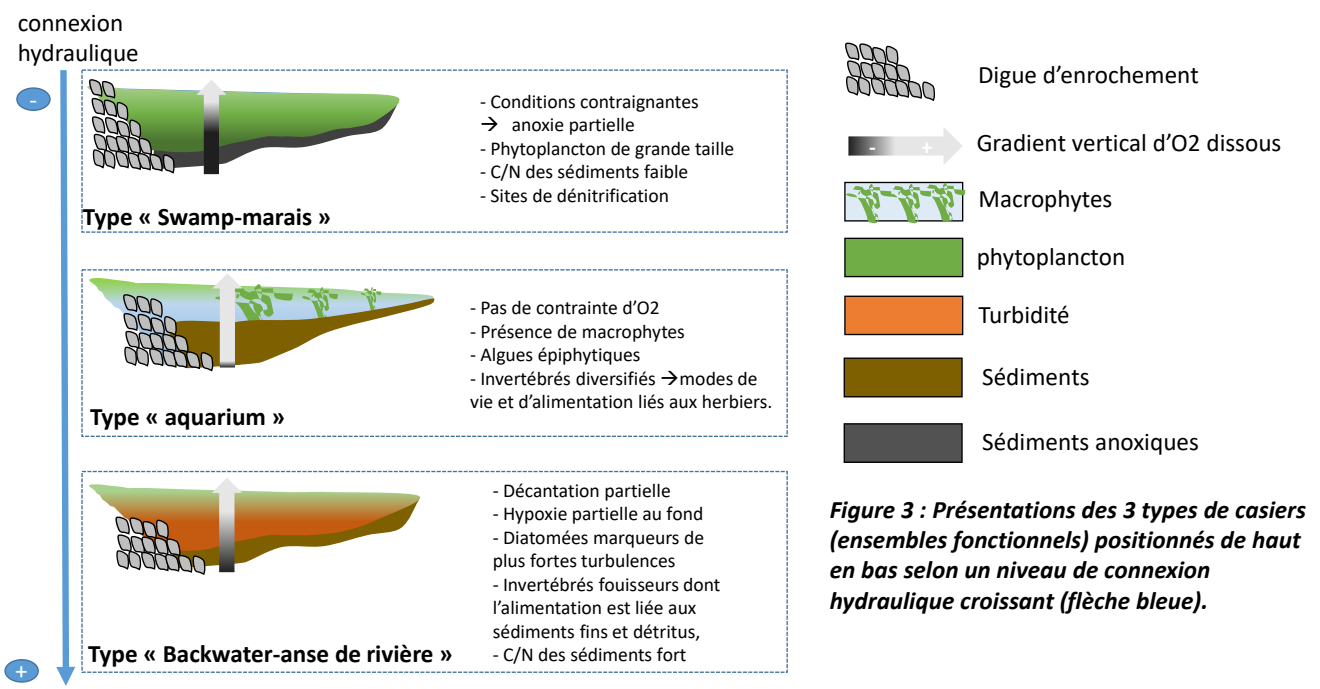 connexion
hydraulique
-
- Conditions contraignantes
→ anoxie partielle
- Phytoplancton de grande taille
- C/N des sédiments faible
- Sites de dénitrification
Type « Swamp-marais »
- Pas de contrainte d’O2
- Présence de macrophytes
- Algues épiphytiques
- Invertébrés diversifiés →modes de
vie et d’alimentation liés aux herbiers.
Type « aquarium »
- Décantation partielle
- Hypoxie partielle au fond
- Diatomées marqueurs de
plus fortes turbulences
- Invertébrés fouisseurs dont
l’alimentation est liée aux
sédiments fins et détritus,
- C/N des sédiments fort
Type « Backwater-anse de rivière »
+
Digue d’enrochement
- +
Gradient vertical d’O2 dissous
Macrophytes
phytoplancton
Turbidité
Sédiments
Sédiments anoxiques
Figure 3 : Présentations des 3 types de casiers
(ensembles fonctionnels) positionnés de haut
en bas selon un niveau de connexion
hydraulique croissant (flèche bleue).